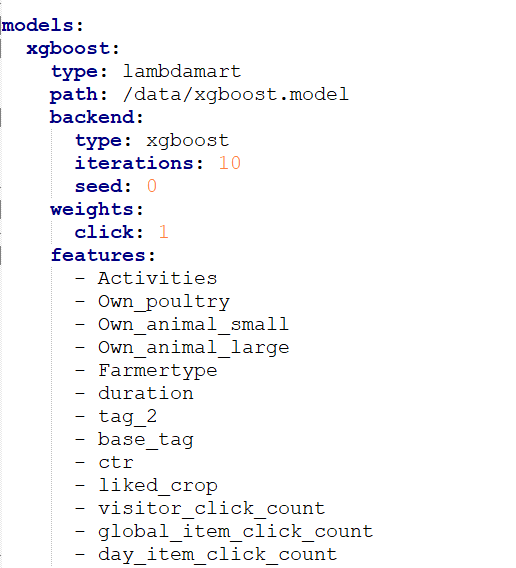 models:
  xgboost:
    type: lambdamart
    path: /data/xgboost.model
    backend:
      type: xgboost
      iterations: 10
      seed: 0
    weights:
      click: 1
    features:
      - Activities
      - Own_poultry
      - Own_animal_small
      - Own_animal_large
      - Farmertype
      - duration
      - tag_2
      - base_tag
      - ctr
      - liked_crop
      - visitor_click_count
      - global_item_click_count
      - day_item_click_count